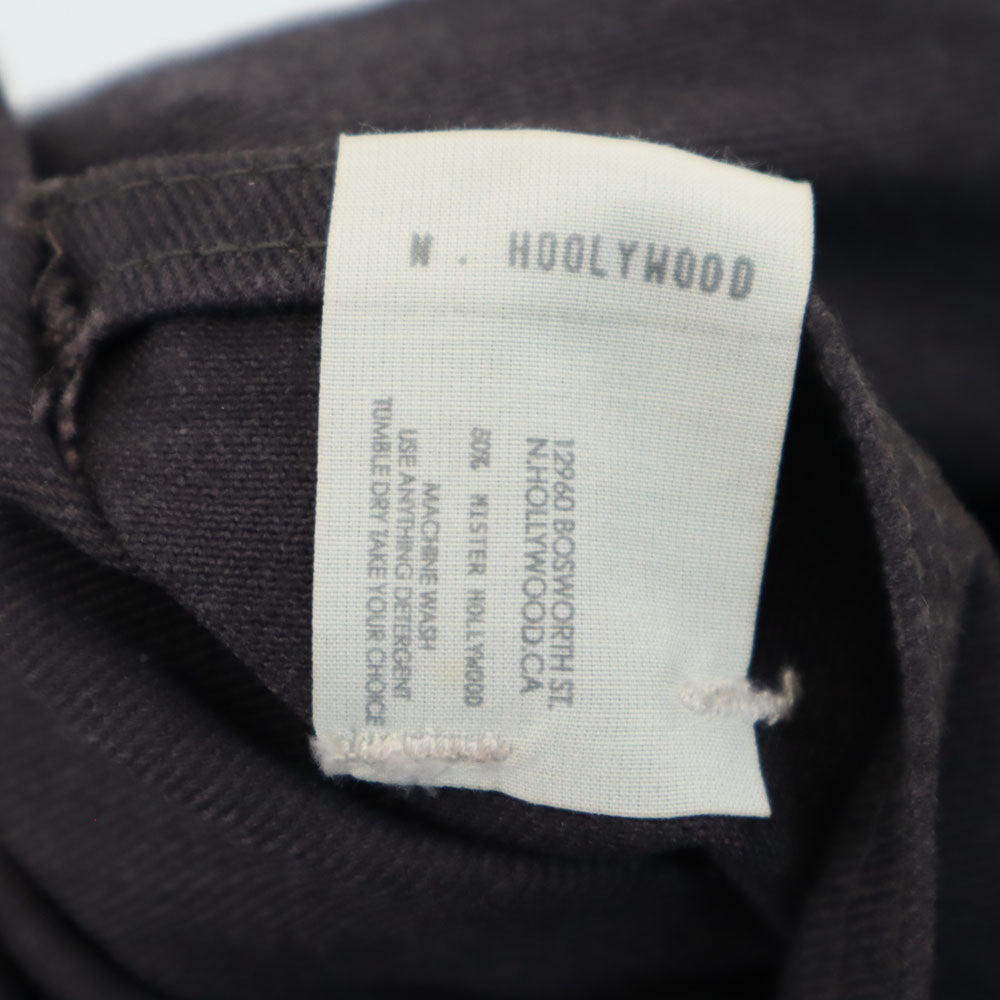 N . HOOLYWOOD
12960 BOSWORTH ST.
N.HOLLYWOOD.CA
80% MISTER HOLLYWOOD
MACHINE WASH
USE ANYTHING DETERGENT
TUMBLE DRY TAKE YOUR CHOICE